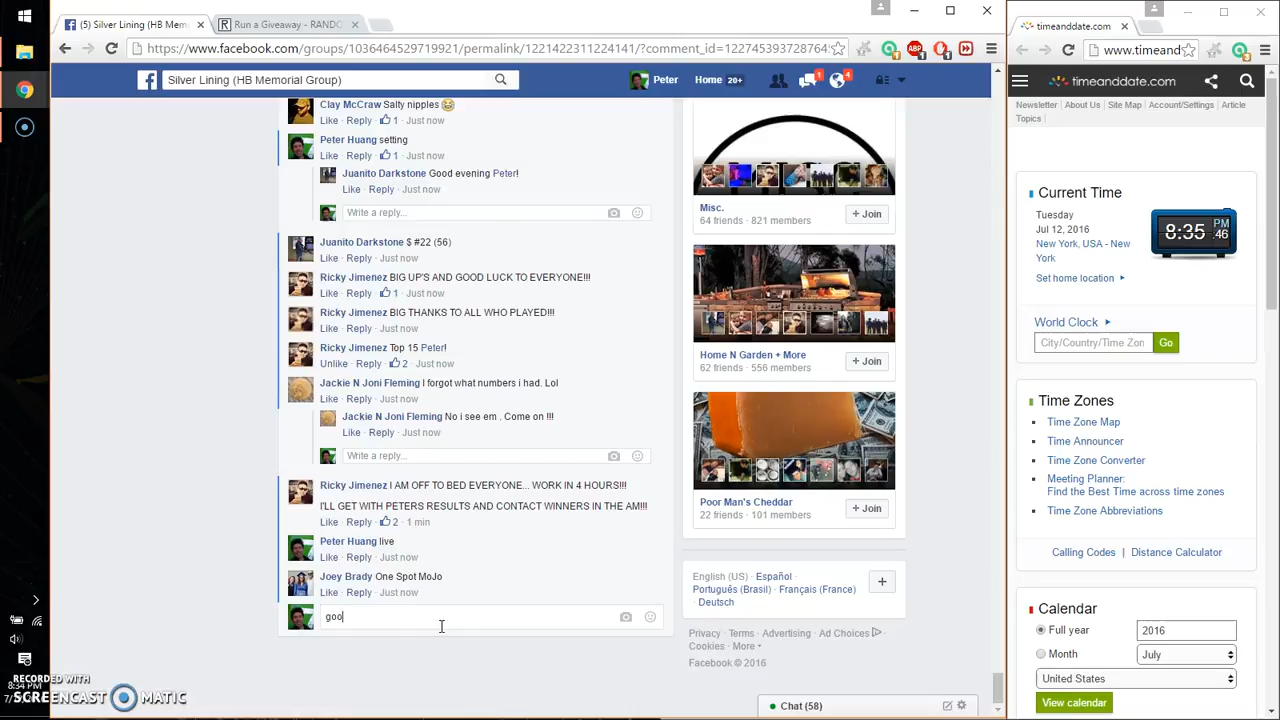 (5) Silver Lining (HB Mem
Run a Giveaway - RANDO
https://www.facebook.com/groups/1036404529719921/permalink/1221422311224141/?comment_id=122745393728764
Silver Lining (HB Memorial Group)
Peter
Home 20+
1
4
Clay McCraw Salty nipples 😂
Like · Reply · 1 · Just now
Peter Huang setting
Like · Reply · 1 · Just now
Juanito Darkstone Good evening Peter!
Like · Reply · Just now
Write a reply...
Juanito Darkstone $ #22 (56)
Like · Reply · Just now
Ricky Jimenez BIG UP'S AND GOOD LUCK TO EVERYONE!!!
Like · Reply · 1 · Just now
Ricky Jimenez BIG THANKS TO ALL WHO PLAYED!!!
Like · Reply · Just now
Ricky Jimenez Top 15 Peter!
Unlike · Reply · 2 · Just now
Jackie N Joni Fleming I forgot what numbers i had. Lol
Like · Reply · Just now
Jackie N Joni Fleming No i see em . Come on !!!
Like · Reply · Just now
Write a reply...
Ricky Jimenez I AM OFF TO BED EVERYONE... WORK IN 4 HOURS!!!
I'LL GET WITH PETERS RESULTS AND CONTACT WINNERS IN THE AM!!!
Like · Reply · 2 · 1 min
Peter Huang live
Like · Reply · Just now
Joey Brady One Spot MoJo
Like · Reply · Just now
goo
Misc.
64 friends · 821 members
+ Join
Home N Garden + More
62 friends · 556 members
+ Join
Poor Man's Cheddar
22 friends · 101 members
+ Join
English (US) · Español ·
Português (Brasil) · Français (France)
· Deutsch
+
Privacy · Terms · Advertising · Ad Choices ·
Cookies · More
Facebook © 2016
Chat (58)
timeanddate.com
www.timeand
timeanddate.com
Newsletter
About Us
Site Map
Account/Settings
Article
Topics
Current Time
Tuesday
Jul 12, 2016
New York, USA - New
York
8:35 PM 46
Set home location
World Clock
City/Country/Time Zon
Go
Time Zones
Time Zone Map
Time Announcer
Time Zone Converter
Meeting Planner:
Find the Best Time across time zones
Time Zone Abbreviations
Calling Codes | Distance Calculator
Calendar
Full year
2016
Month
July
United States
View calendar
RECORDED WITH
SCREENCAST MATIC
8:34 PM